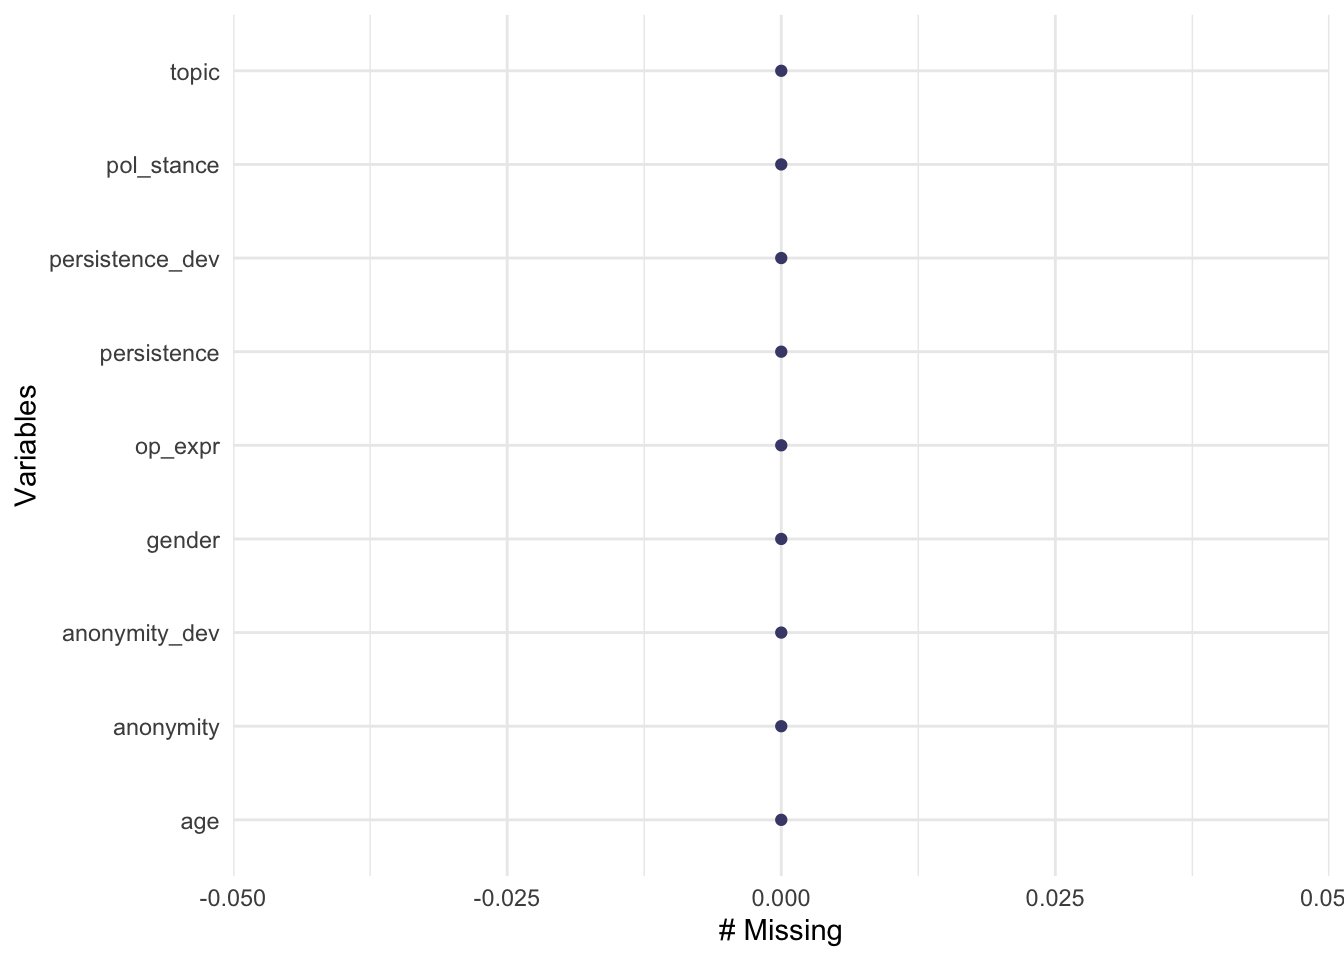 topic
pol_stance
persistence_dev
persistence
op_expr
gender
anonymity_dev
anonymity
age
Variables
-0.050 -0.025 0.000 0.025 0.05
# Missing